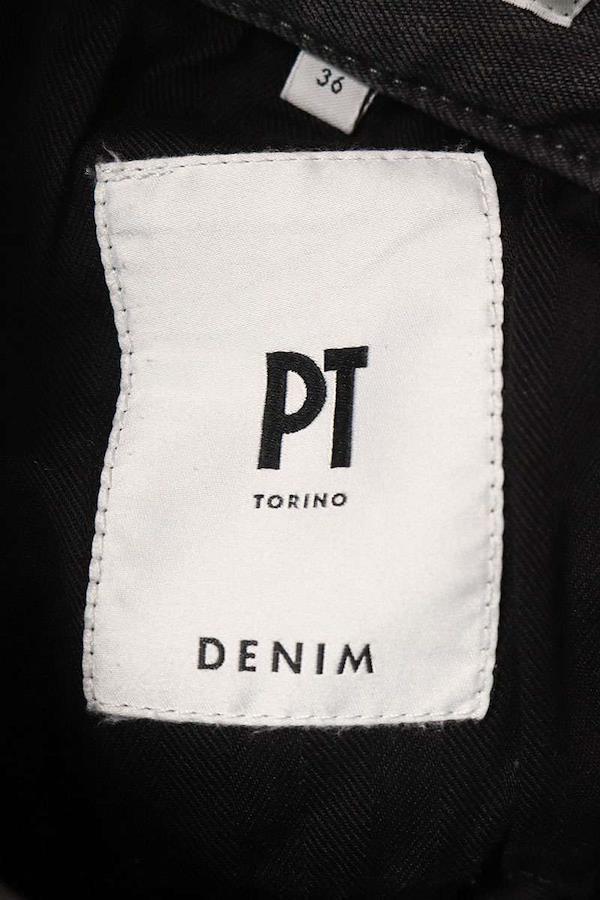 36
PT
TORINO
DENIM